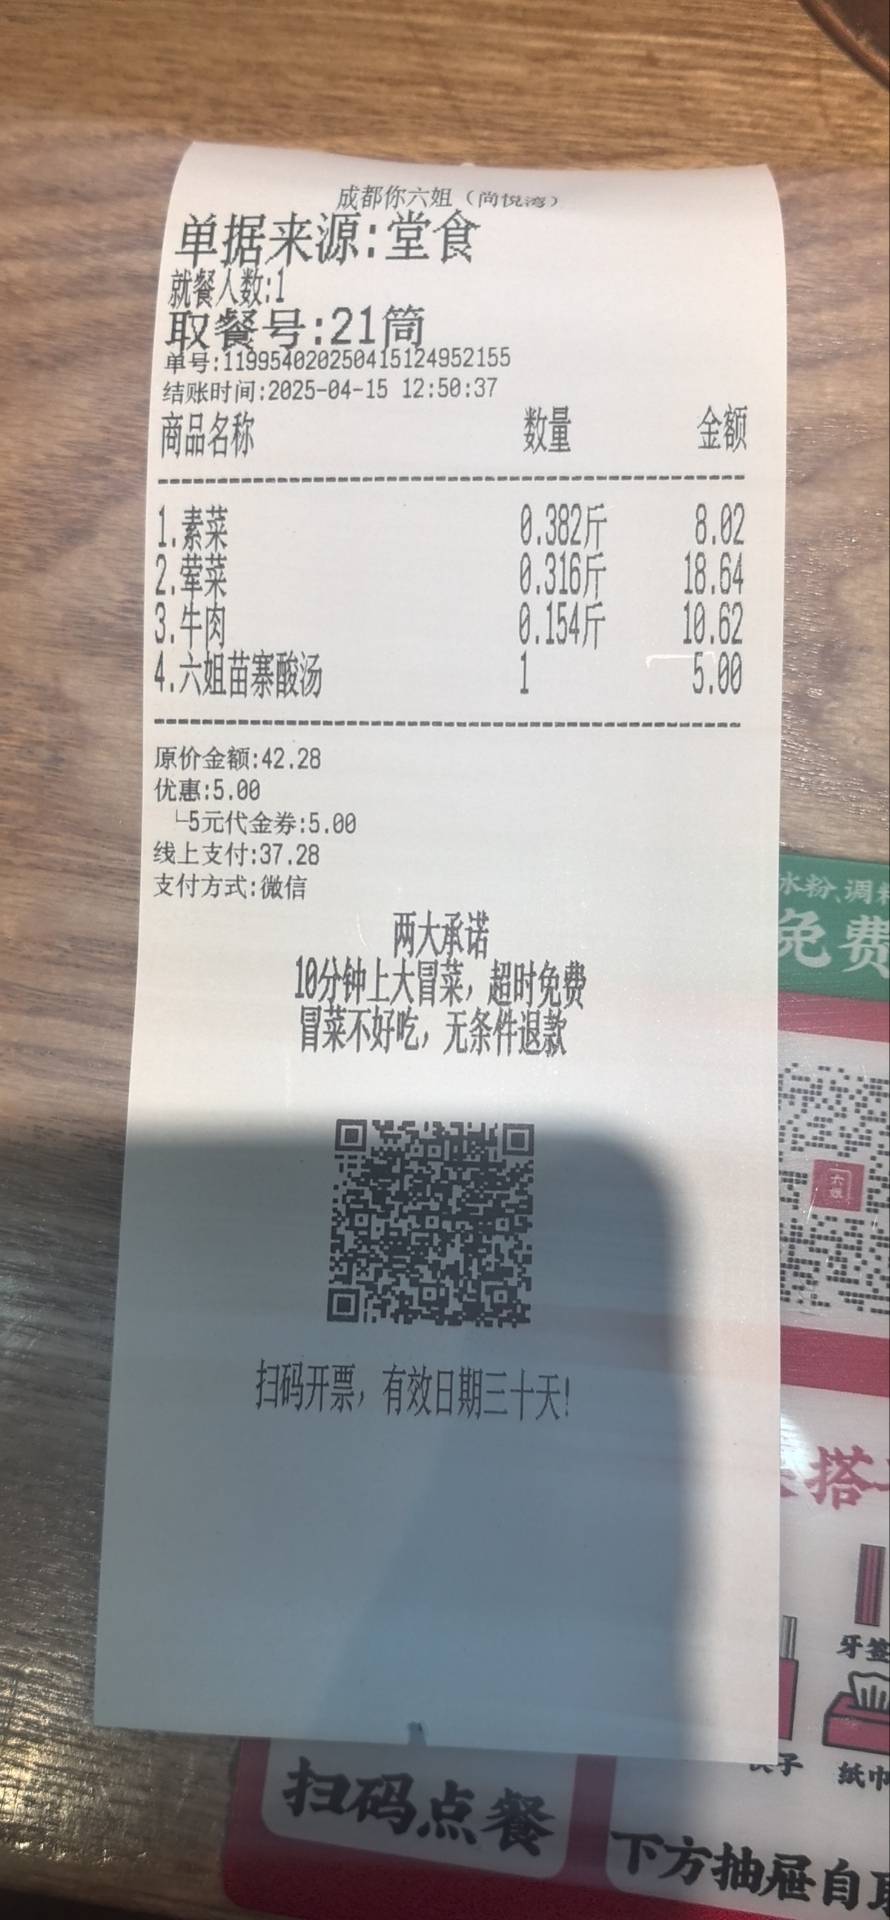 成都你六姐（尚悦湾）
单据来源:堂食
就餐人数:1
取餐号:21筒
单号:119954020250415124952155
结账时间:2025-04-15 12:50:37
商品名称 数量 金额
1.素菜 0.382斤 8.02
2.荤菜 0.316斤 18.64
3.牛肉 0.154斤 10.62
4.六姐苗寨酸汤 1 5.00
原价金额:42.28
优惠:5.00
└5元代金券:5.00
线上支付:37.28
支付方式:微信
两大承诺
10分钟上大冒菜，超时免费
冒菜不好吃，无条件退款
扫码开票，有效日期三十天!
冰粉、调
免费
六姐
搭
牙签
子
纸巾
扫码点餐
下方抽屉自